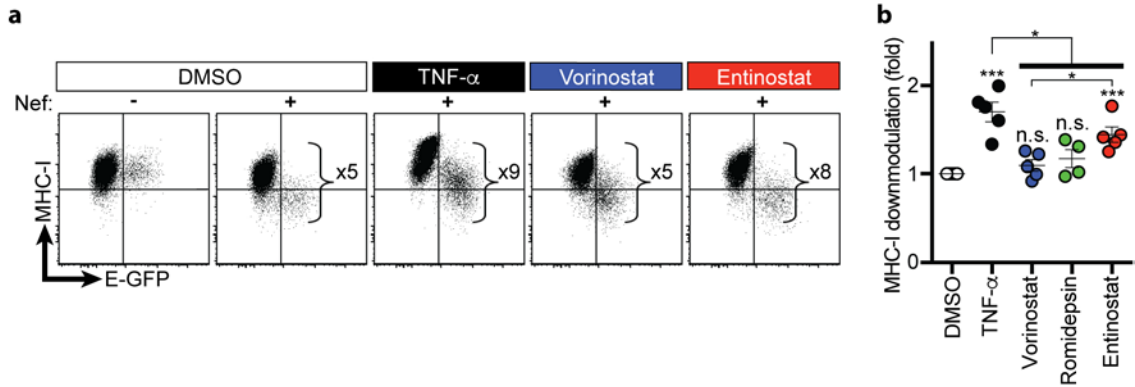 a
DMSO TNF-α Vorinostat Entinostat
Nef: - + + + +
MHC-I
x5 x9 x5 x8
E-GFP
b
MHC-I downmodulation (fold)
2
1
0
*
***
*
***
n.s.
n.s.
DMSO
TNF-α
Vorinostat
Romidepsin
Entinostat